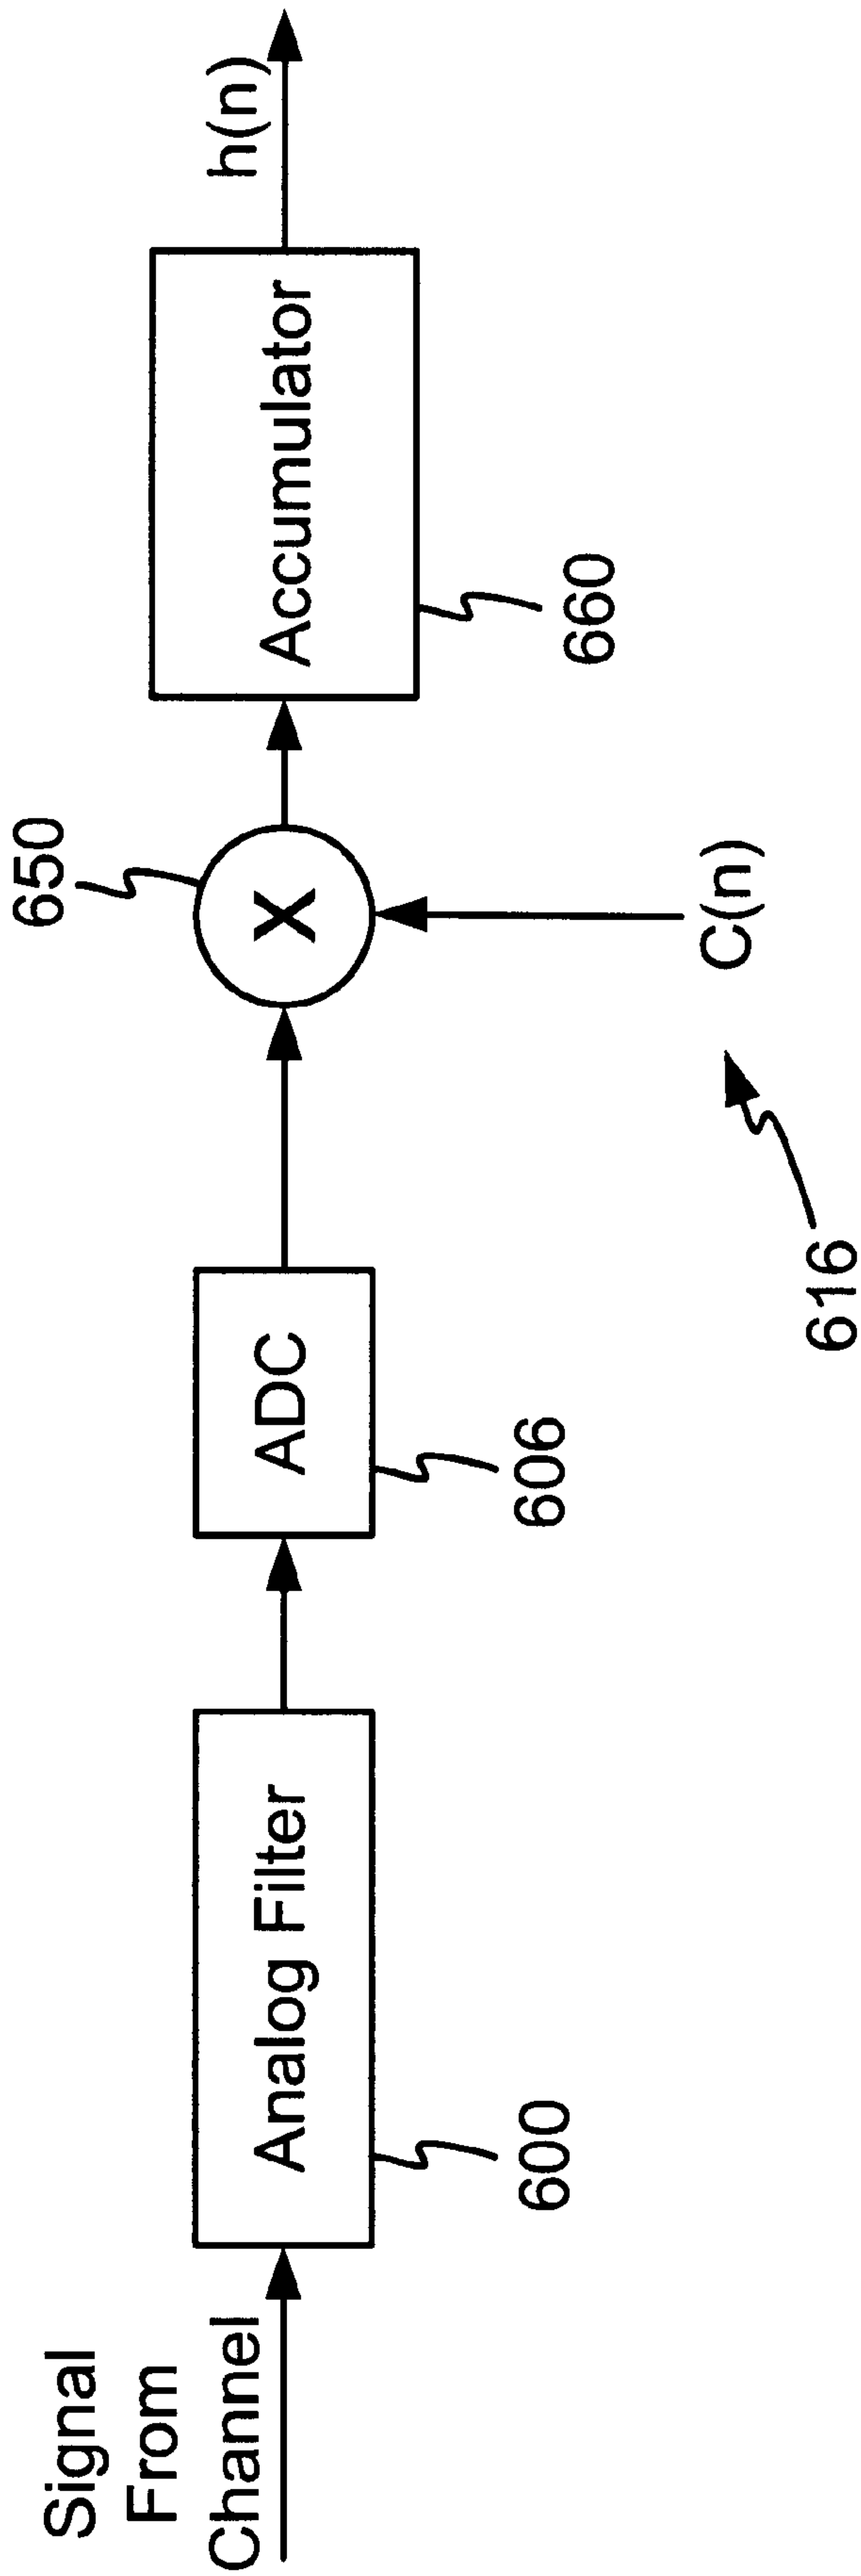 Signal
From
Channel
Analog Filter
600
ADC
606
X
650
C(n)
616
Accumulator
660
h(n)